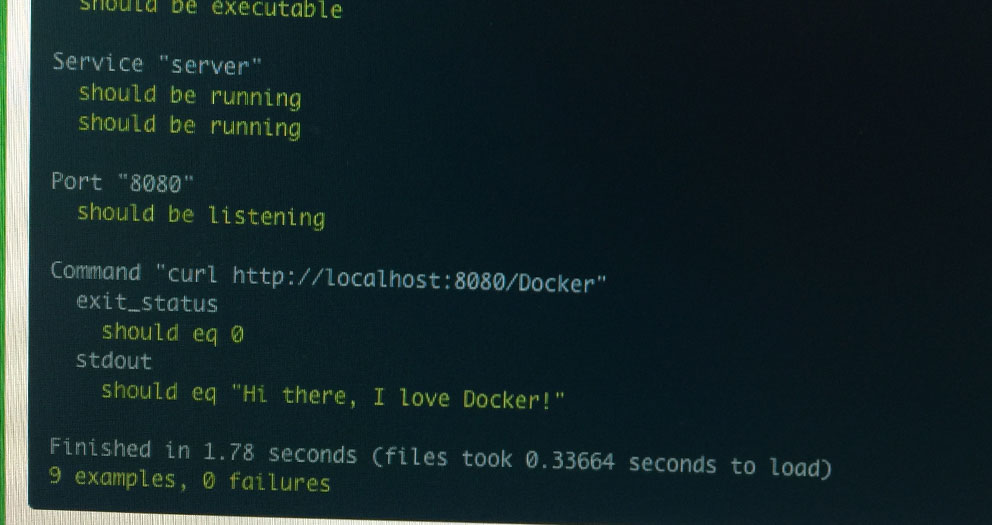 should be executable
Service "server"
should be running
should be running
Port "8080"
should be listening
Command "curl http://localhost:8080/Docker"
exit_status
should eq 0
stdout
should eq "Hi there, I love Docker!"
Finished in 1.78 seconds (files took 0.33664 seconds to load)
9 examples, 0 failures